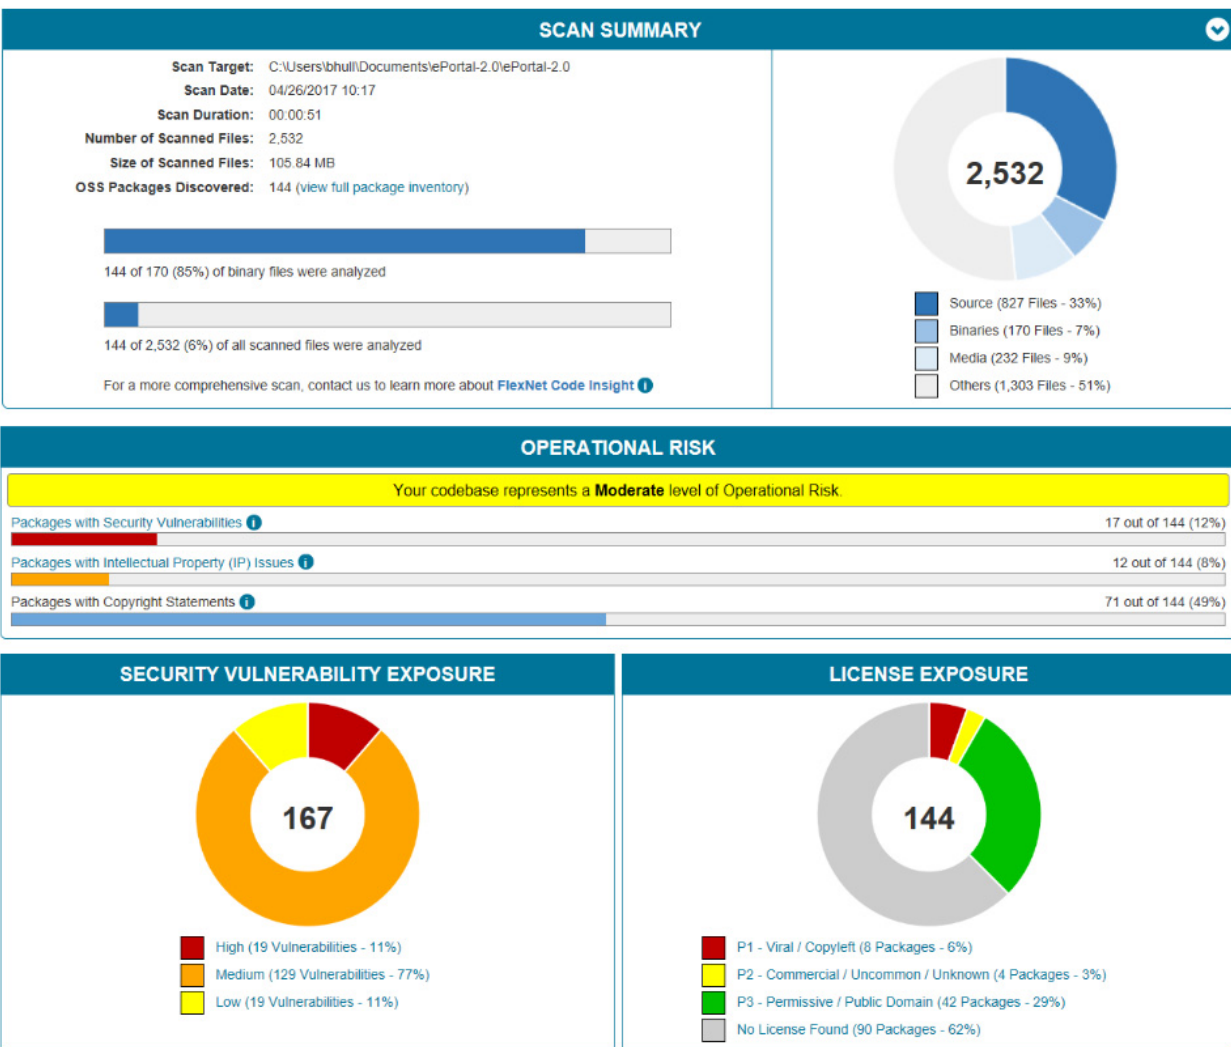 SCAN SUMMARY
Scan Target: C:\Users\bhull\Documents\ePortal-2.0\ePortal-2.0
Scan Date: 04/26/2017 10:17
Scan Duration: 00:00:51
Number of Scanned Files: 2,532
Size of Scanned Files: 105.84 MB
OSS Packages Discovered: 144 (view full package inventory)
144 of 170 (85%) of binary files were analyzed
144 of 2,532 (6%) of all scanned files were analyzed
For a more comprehensive scan, contact us to learn more about FlexNet Code Insight i
2,532
Source (827 Files - 33%)
Binaries (170 Files - 7%)
Media (232 Files - 9%)
Others (1,303 Files - 51%)
OPERATIONAL RISK
Your codebase represents a Moderate level of Operational Risk.
Packages with Security Vulnerabilities i 17 out of 144 (12%)
Packages with Intellectual Property (IP) Issues i 12 out of 144 (8%)
Packages with Copyright Statements i 71 out of 144 (49%)
SECURITY VULNERABILITY EXPOSURE
167
High (19 Vulnerabilities - 11%)
Medium (129 Vulnerabilities - 77%)
Low (19 Vulnerabilities - 11%)
LICENSE EXPOSURE
144
P1 - Viral / Copyleft (8 Packages - 6%)
P2 - Commercial / Uncommon / Unknown (4 Packages - 3%)
P3 - Permissive / Public Domain (42 Packages - 29%)
No License Found (90 Packages - 62%)